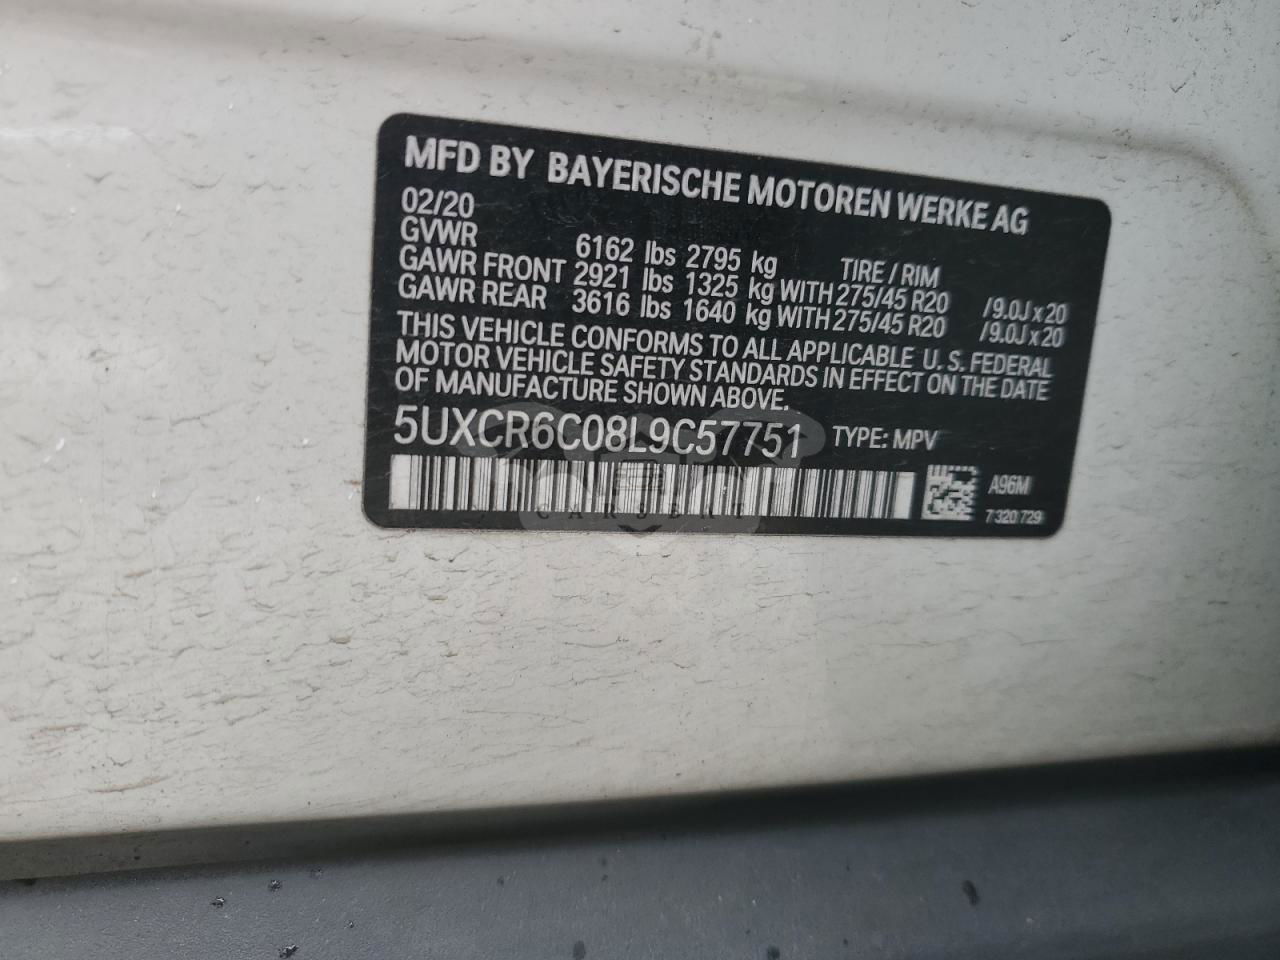 MFD BY BAYERISCHE MOTOREN WERKE AG
02/20
GVWR 6162 lbs 2795 kg TIRE / RIM
GAWR FRONT 2921 lbs 1325 kg WITH 275/45 R20 /9.0J x 20
GAWR REAR 3616 lbs 1640 kg WITH 275/45 R20 /9.0J x 20
THIS VEHICLE CONFORMS TO ALL APPLICABLE U. S. FEDERAL
MOTOR VEHICLE SAFETY STANDARDS IN EFFECT ON THE DATE
OF MANUFACTURE SHOWN ABOVE.
5UXCR6C08L9C57751 TYPE: MPV
A96M
7 320 729